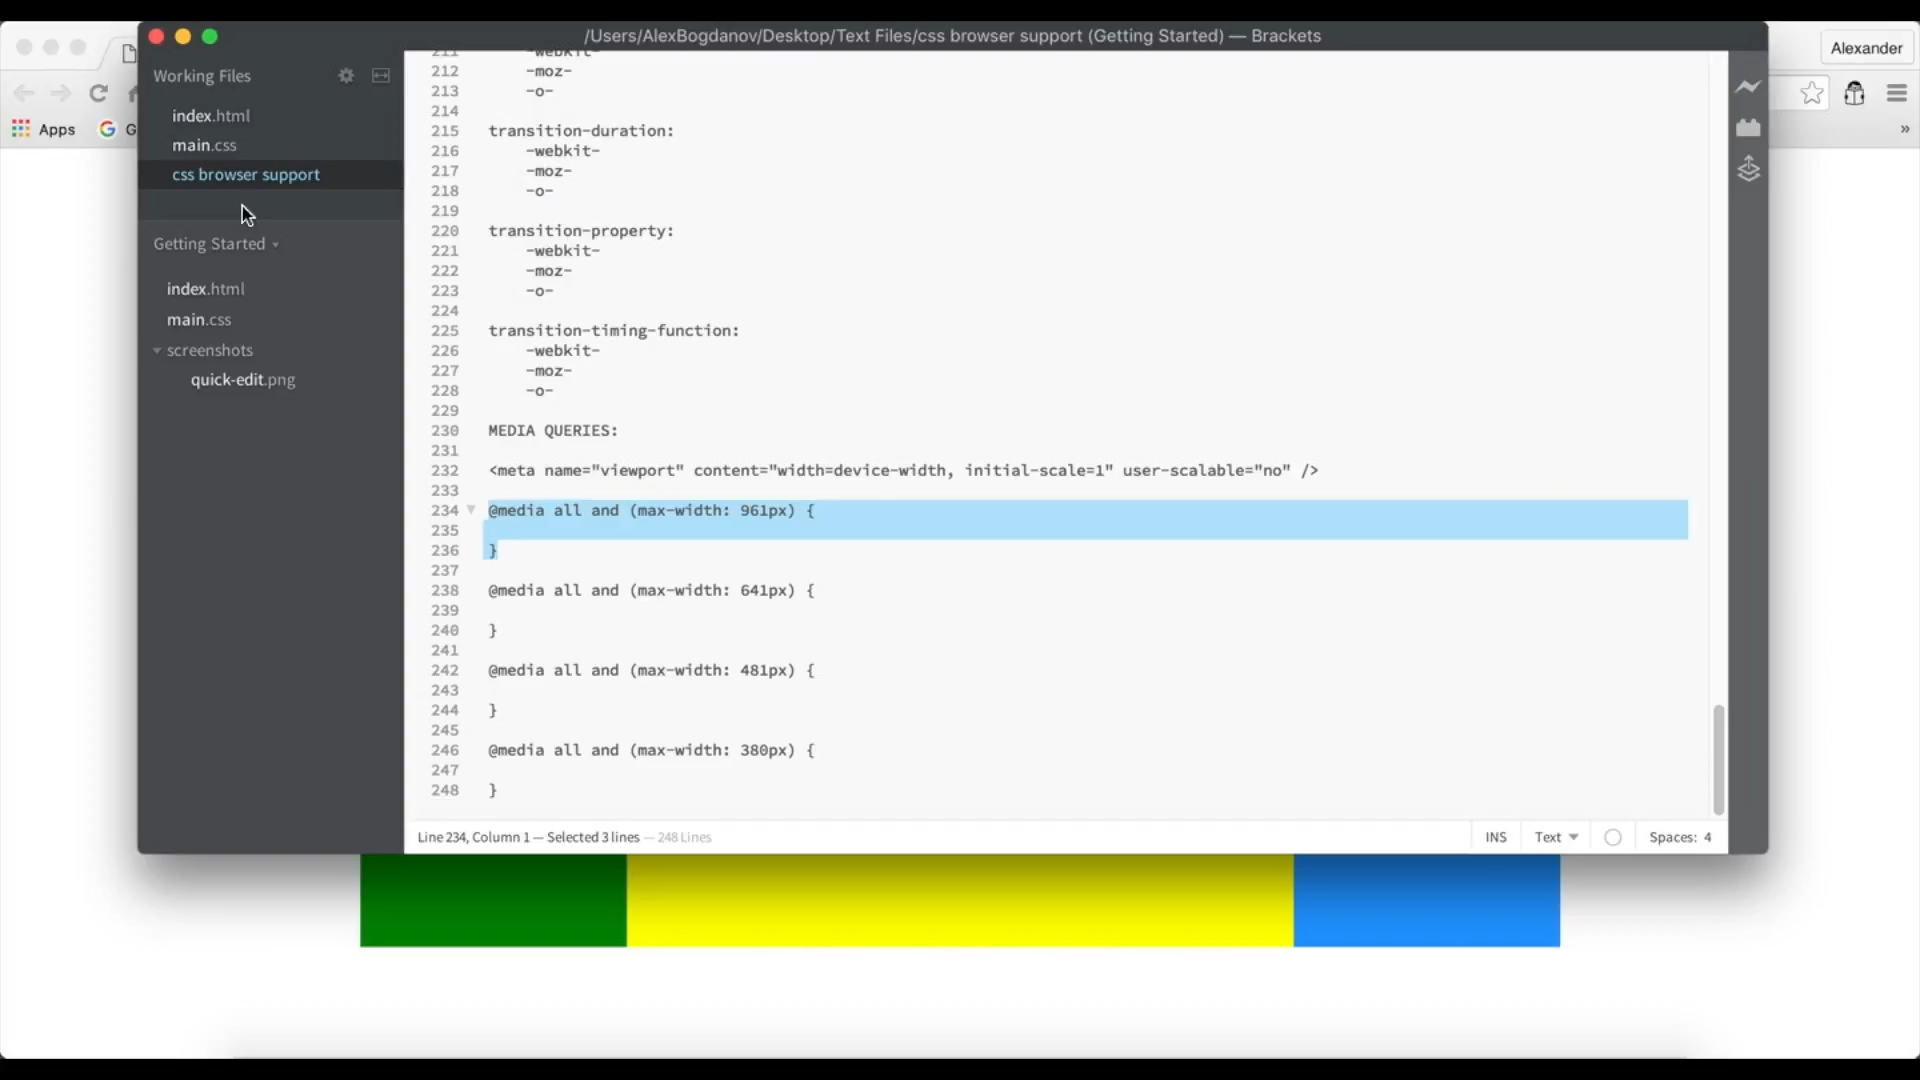 /Users/AlexBogdanov/Desktop/Text Files/css browser support (Getting Started) — Brackets
Alexander
Apps
G
»
Working Files
index.html
main.css
css browser support
Getting Started
index.html
main.css
screenshots
quick-edit.png
211 -webkit-
212 -moz-
213 -o-
214
215 transition-duration:
216 -webkit-
217 -moz-
218 -o-
219
220 transition-property:
221 -webkit-
222 -moz-
223 -o-
224
225 transition-timing-function:
226 -webkit-
227 -moz-
228 -o-
229
230 MEDIA QUERIES:
231
232 <meta name="viewport" content="width=device-width, initial-scale=1" user-scalable="no" />
233
234 @media all and (max-width: 961px) {
235
236 }
237
238 @media all and (max-width: 641px) {
239
240 }
241
242 @media all and (max-width: 481px) {
243
244 }
245
246 @media all and (max-width: 380px) {
247
248 }
Line 234, Column 1 — Selected 3 lines — 248 Lines
INS
Text
Spaces: 4